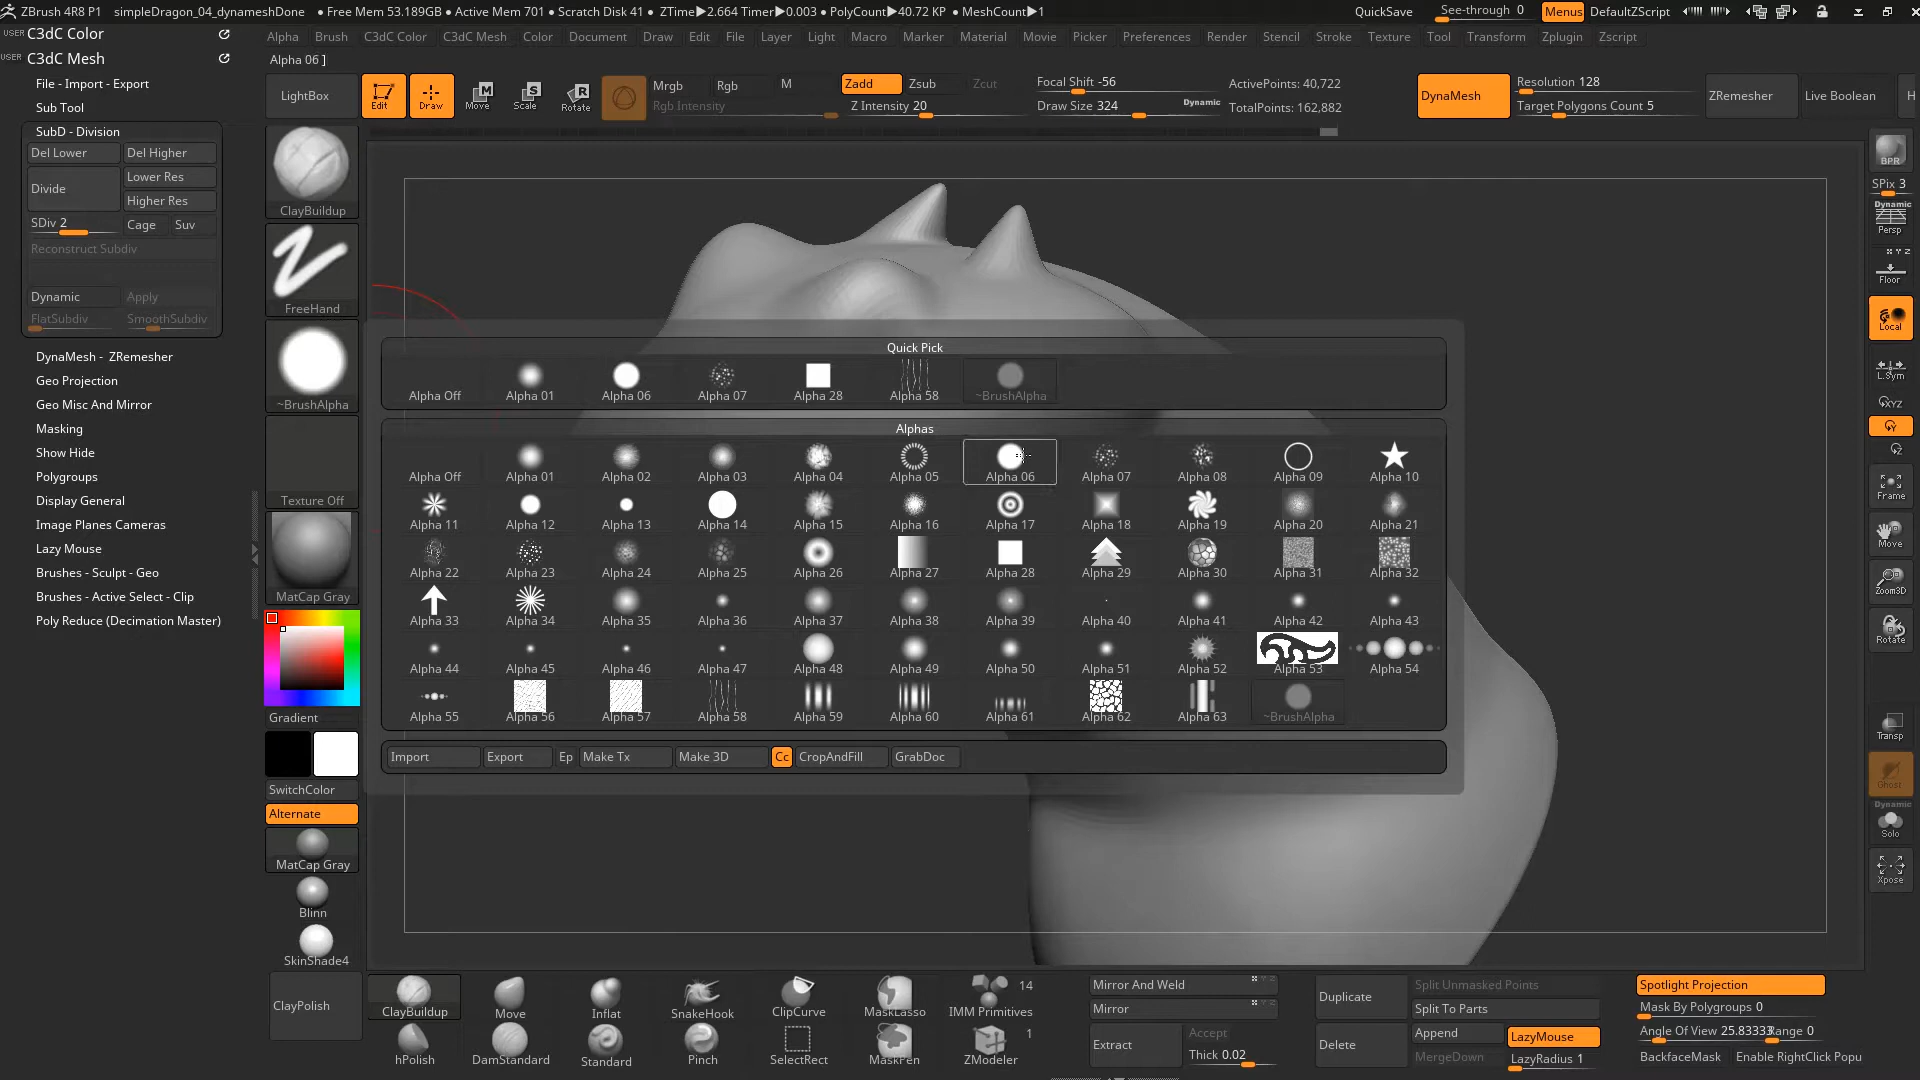 ZBrush 4R8 P1 simpleDragon_04_dynameshDone • Free Mem 53.189GB • Active Mem 701 • Scratch Disk 41 • ZTime▶2.664 Timer▶0.003 • PolyCount▶40.72 KP • MeshCount▶1 QuickSave See-through 0 Menus DefaultZScript
USER C3dC Color
Alpha Brush C3dC Color C3dC Mesh Color Document Draw Edit File Layer Light Macro Marker Material Movie Picker Preferences Render Stencil Stroke Texture Tool Transform Zplugin Zscript
USER C3dC Mesh
Alpha 06 ]
File - Import - Export
Sub Tool
SubD - Division
Del Lower Del Higher
Divide
Lower Res
Higher Res
SDiv 2 Cage Suv
Reconstruct Subdiv
Dynamic Apply
FlatSubdiv SmoothSubdiv
DynaMesh - ZRemesher
Geo Projection
Geo Misc And Mirror
Masking
Show Hide
Polygroups
Display General
Image Planes Cameras
Lazy Mouse
Brushes - Sculpt - Geo
Brushes - Active Select - Clip
Poly Reduce (Decimation Master)
LightBox Edit Draw Move Scale Rotate
M S R
Mrgb Rgb M
Rgb Intensity
Zadd Zsub Zcut
Z Intensity 20
Focal Shift -56
Draw Size 324 Dynamic
ActivePoints: 40,722
TotalPoints: 162,882
DynaMesh
Resolution 128
Target Polygons Count 5
ZRemesher Live Boolean H
ClayBuildup
FreeHand
~BrushAlpha
Texture Off
MatCap Gray
Gradient
SwitchColor
Alternate
MatCap Gray
Blinn
SkinShade4
Quick Pick
Alpha Off Alpha 01 Alpha 06 Alpha 07 Alpha 28 Alpha 58 ~BrushAlpha
Alphas
Alpha Off Alpha 01 Alpha 02 Alpha 03 Alpha 04 Alpha 05 Alpha 06 Alpha 07 Alpha 08 Alpha 09 Alpha 10
Alpha 11 Alpha 12 Alpha 13 Alpha 14 Alpha 15 Alpha 16 Alpha 17 Alpha 18 Alpha 19 Alpha 20 Alpha 21
Alpha 22 Alpha 23 Alpha 24 Alpha 25 Alpha 26 Alpha 27 Alpha 28 Alpha 29 Alpha 30 Alpha 31 Alpha 32
Alpha 33 Alpha 34 Alpha 35 Alpha 36 Alpha 37 Alpha 38 Alpha 39 Alpha 40 Alpha 41 Alpha 42 Alpha 43
Alpha 44 Alpha 45 Alpha 46 Alpha 47 Alpha 48 Alpha 49 Alpha 50 Alpha 51 Alpha 52 Alpha 53 Alpha 54
Alpha 55 Alpha 56 Alpha 57 Alpha 58 Alpha 59 Alpha 60 Alpha 61 Alpha 62 Alpha 63 ~BrushAlpha
Import Export Ep Make Tx Make 3D Cc CropAndFill GrabDoc
BPR
SPix 3
Dynamic
Persp
X Y Z
Floor
Local
L.Sym
XYZ
Y
Z
Frame
Move
Zoom3D
Rotate
Transp
Ghost
Dynamic
Solo
Xpose
ClayPolish
ClayBuildup Move Inflat SnakeHook ClipCurve MaskLasso IMM Primitives 14
hPolish DamStandard Standard Pinch SelectRect MaskPen ZModeler 1
Mirror And Weld
Mirror
Extract Accept
Thick 0.02
Duplicate
Delete
Split Unmasked Points
Split To Parts
Append LazyMouse
MergeDown LazyRadius 1
Spotlight Projection
Mask By Polygroups 0
Angle Of View 25.83333 Range 0
BackfaceMask Enable RightClick Popu